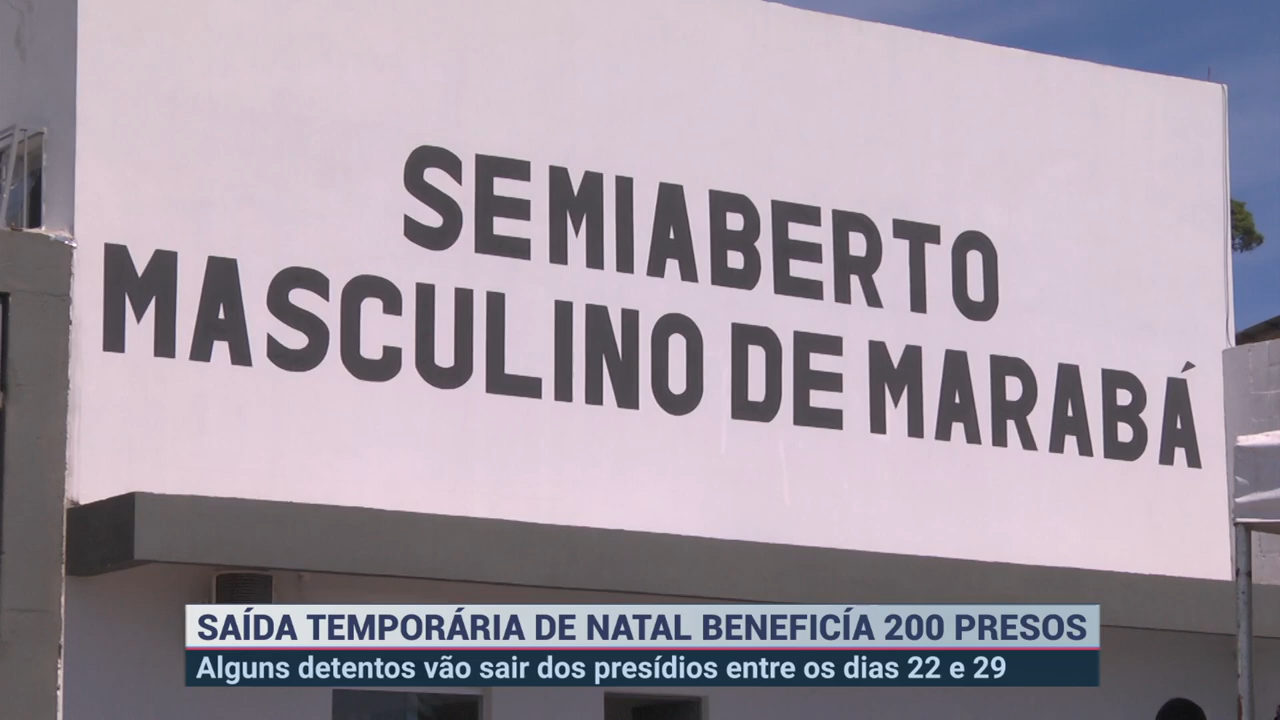 SEMIABERTO
MASCULINO DE MARABÁ
SAÍDA TEMPORÁRIA DE NATAL BENEFICÍA 200 PRESOS
Alguns detentos vão sair dos presídios entre os dias 22 e 29